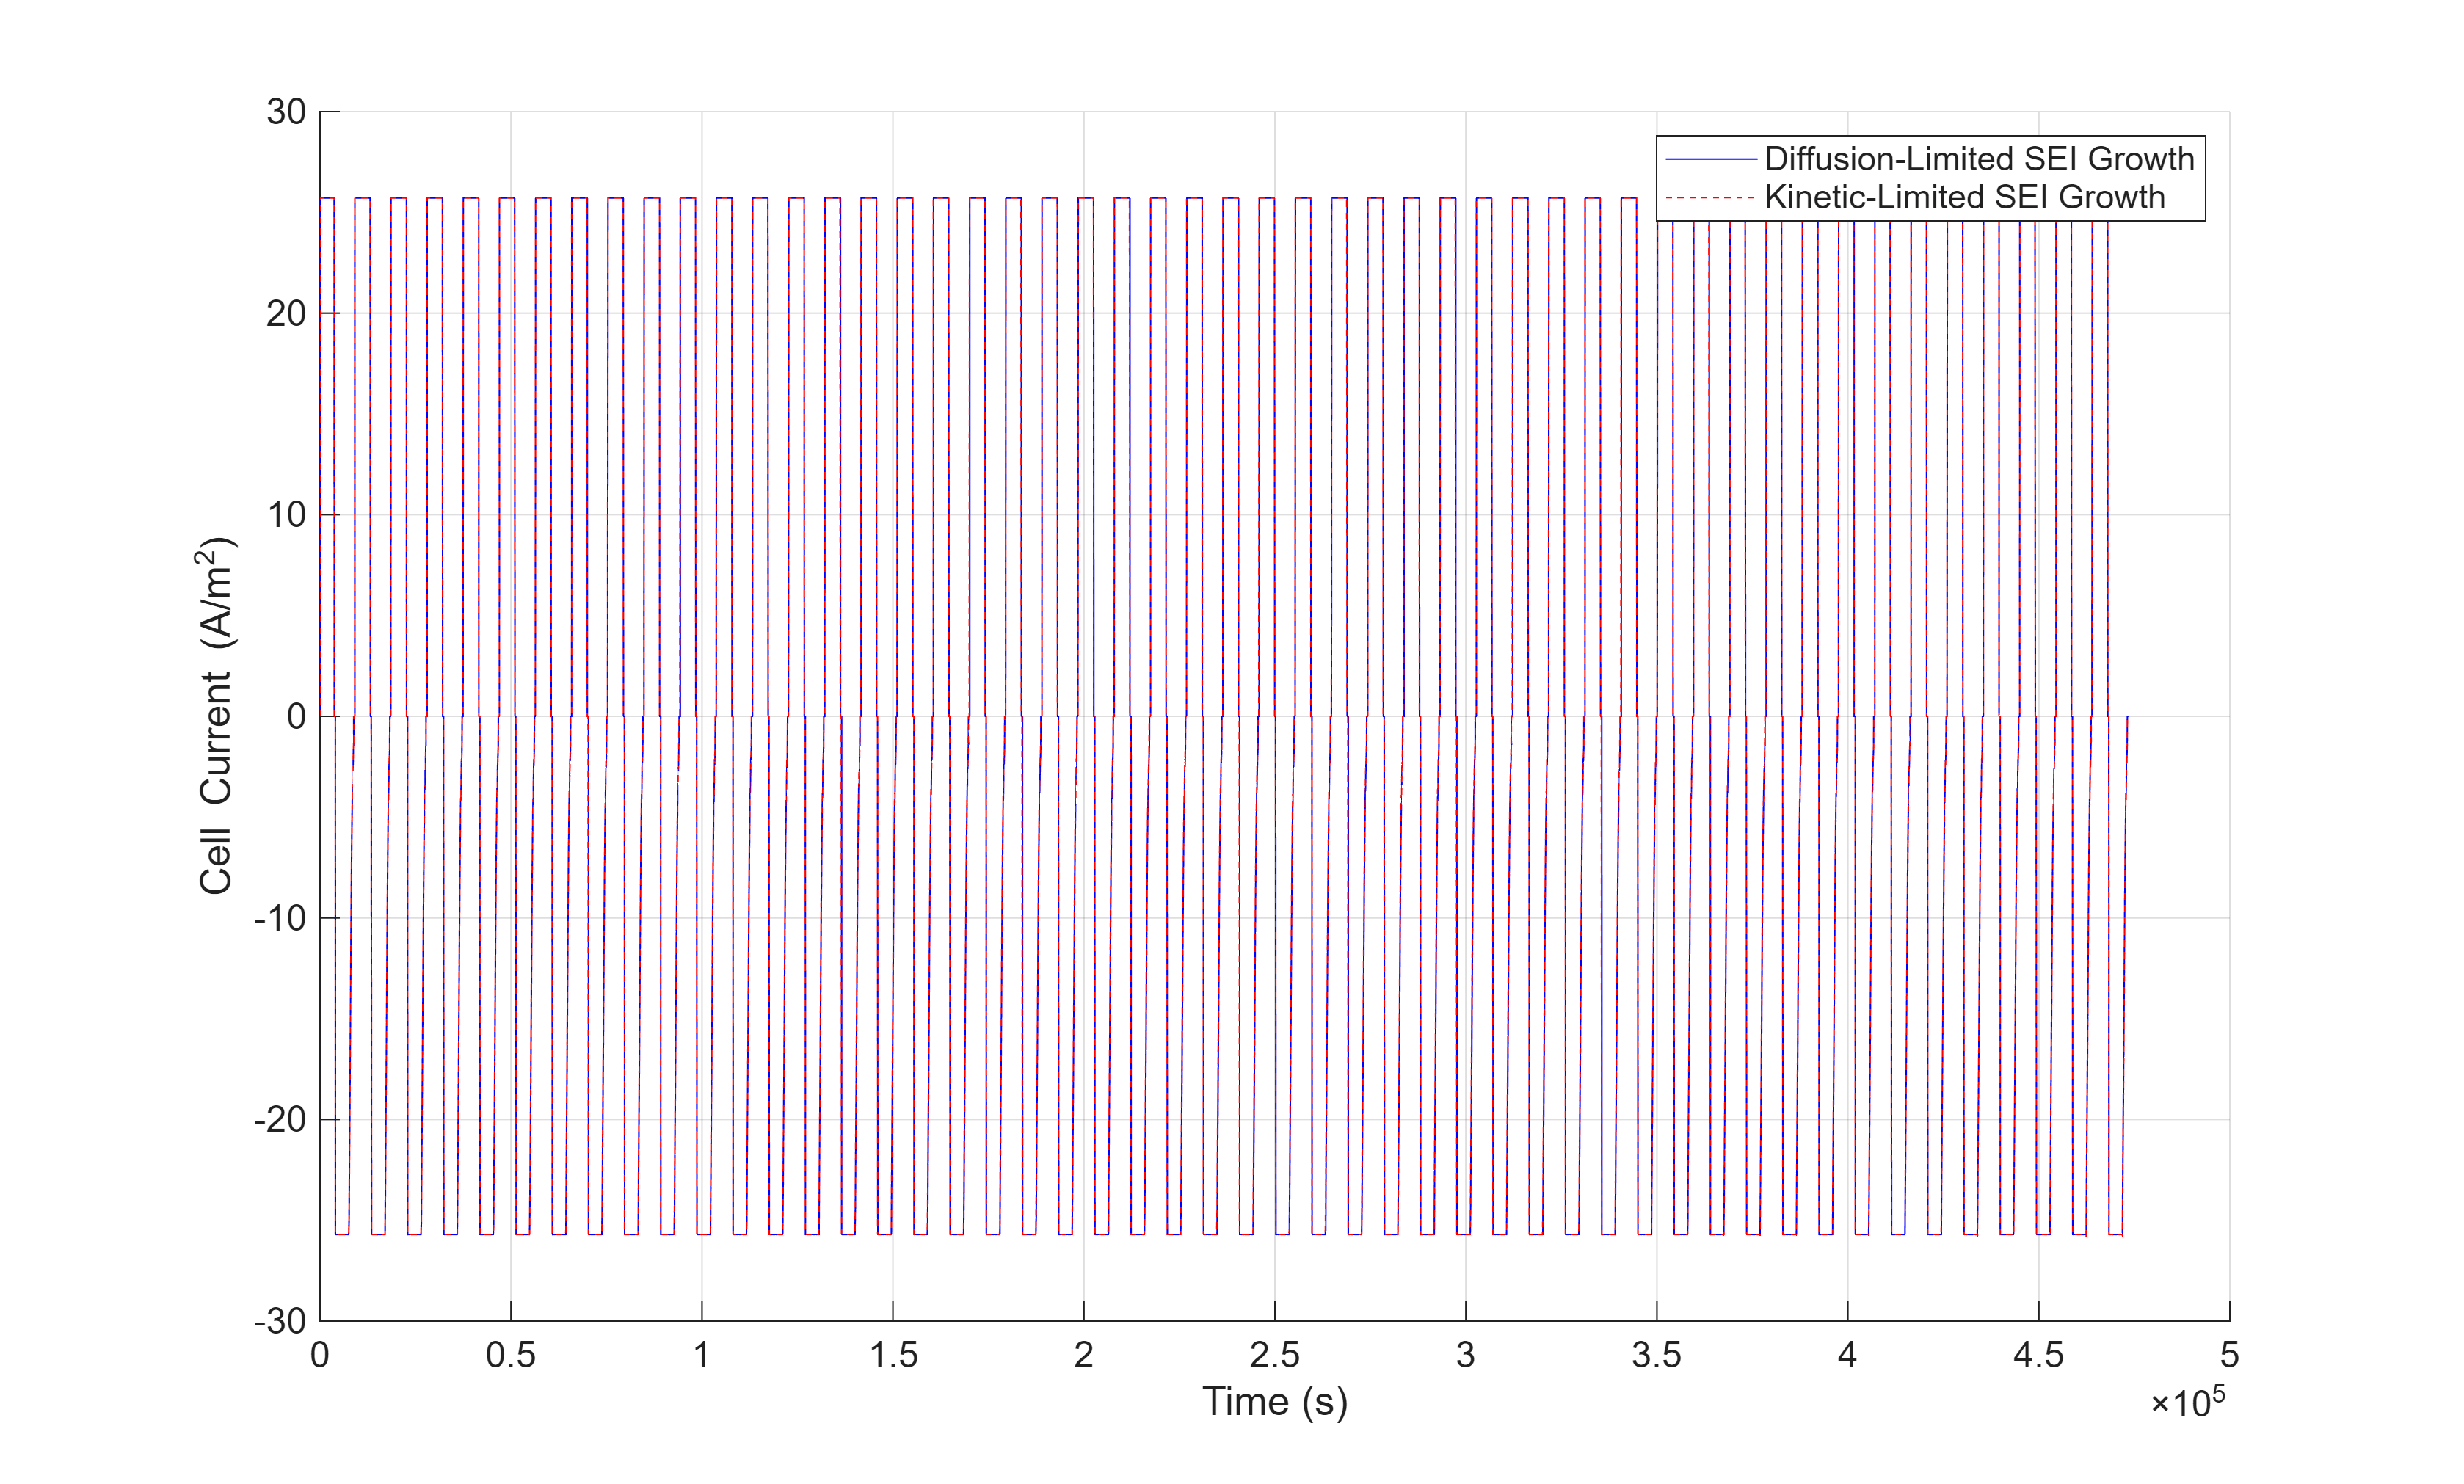 30
20
10
0
-10
-20
-30
Cell Current (A/m²)
Diffusion-Limited SEI Growth
Kinetic-Limited SEI Growth
0 0.5 1 1.5 2 2.5 3 3.5 4 4.5 5
Time (s)
×10⁵